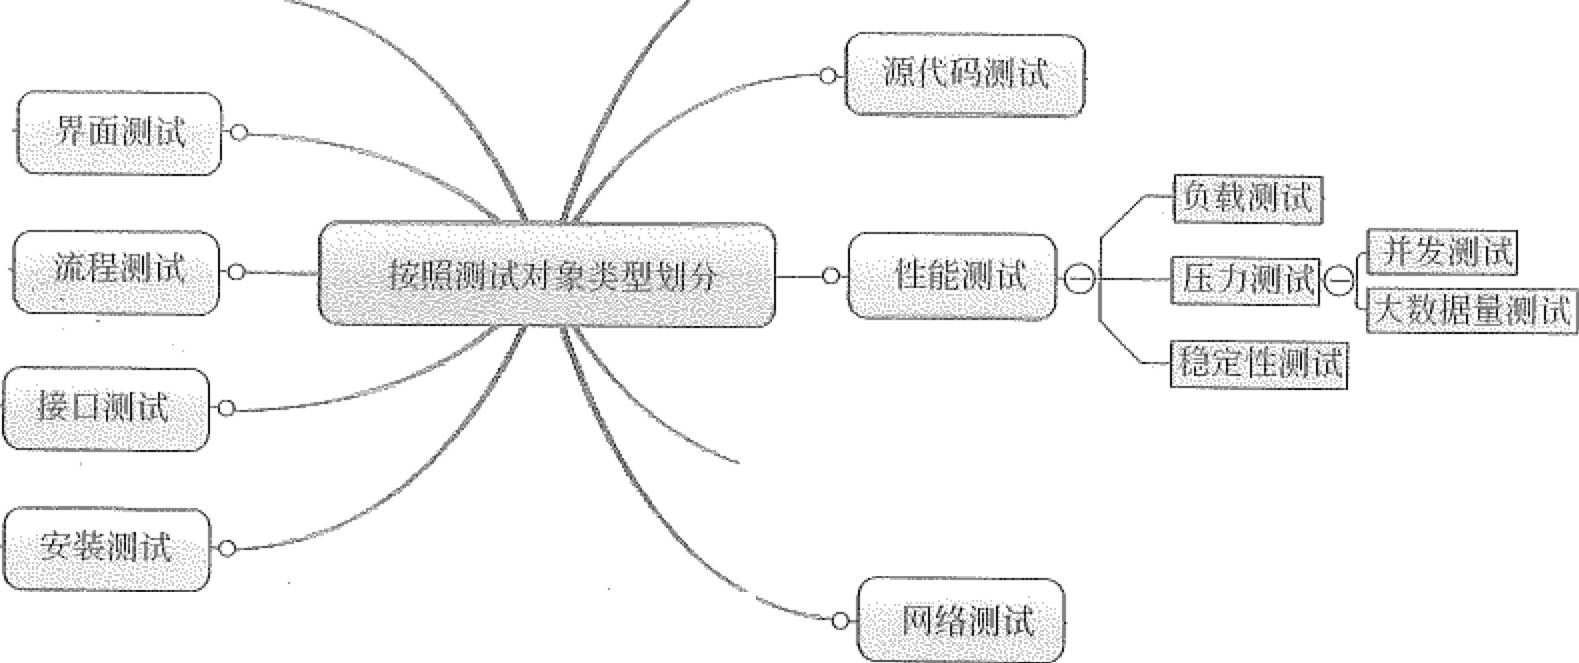 源代码测试
界面测试
流程测试
按照测试对象类型划分
性能测试
负载测试
压力测试
并发测试
大数据量测试
稳定性测试
接口测试
安装测试
网络测试